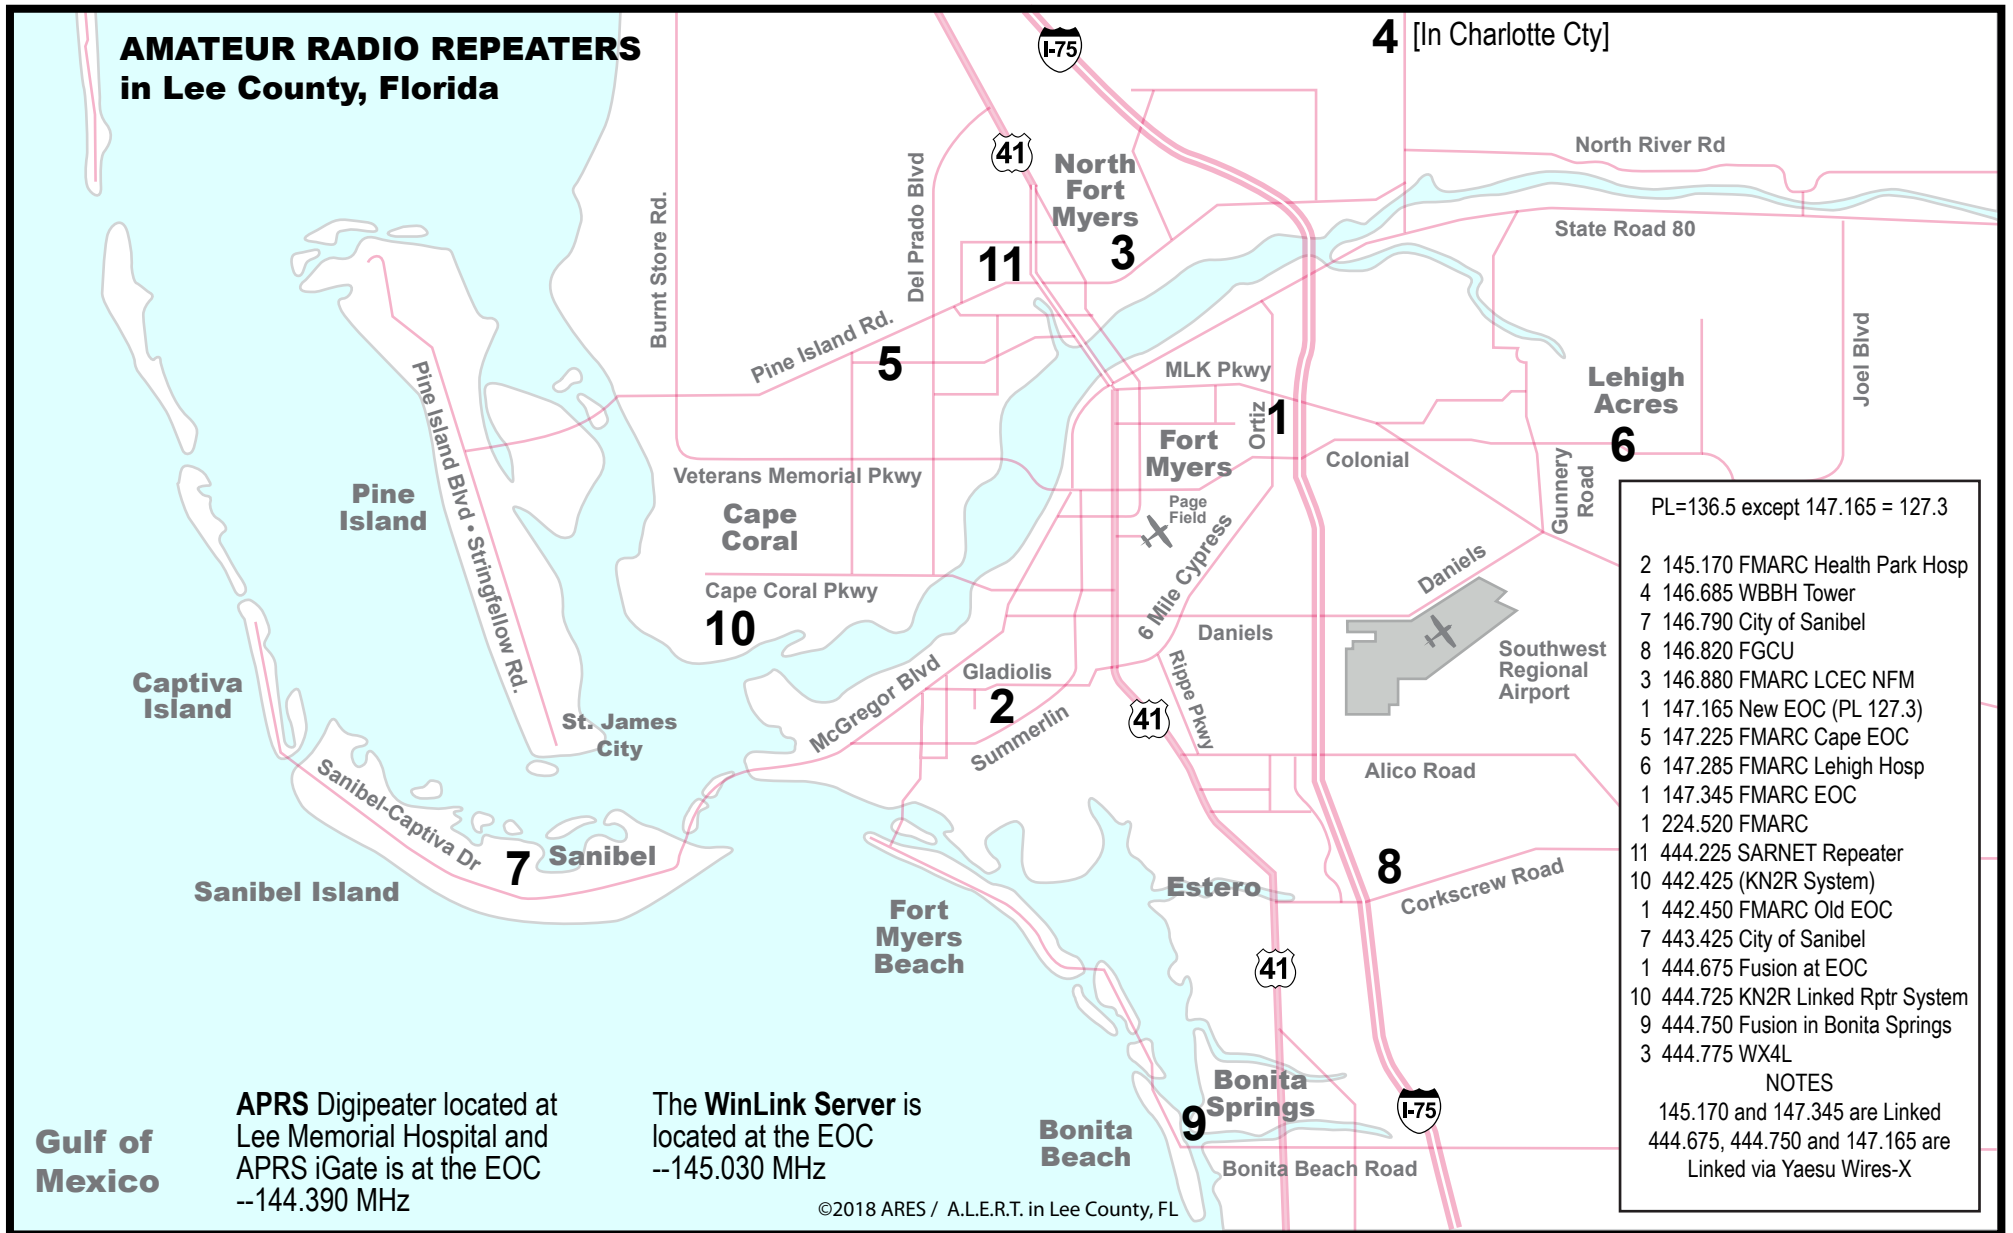 AMATEUR RADIO REPEATERS
in Lee County, Florida
I-75
4 [In Charlotte Cty]
41
North
Fort
Myers
North River Rd
State Road 80
Burnt Store Rd.
Del Prado Blvd
11
3
Pine Island Rd.
5
MLK Pkwy
Ortiz
1
Lehigh
Acres
Joel Blvd
6
Fort
Myers
Colonial
Gunnery
Road
Pine Island Blvd • Stringfellow Rd.
Pine
Island
Veterans Memorial Pkwy
Cape
Coral
Page
Field
6 Mile Cypress
Daniels
Cape Coral Pkwy
10
Daniels
Southwest
Regional
Airport
Captiva
Island
St. James
City
McGregor Blvd
Gladiolis
2
Summerlin
Rippe Pkwy
41
Alico Road
Sanibel-Captiva Dr
7
Sanibel
Sanibel Island
8
Estero
Corkscrew Road
Fort
Myers
Beach
41
Bonita
Springs
9
I-75
Bonita
Beach
Bonita Beach Road
Gulf of
Mexico
APRS Digipeater located at
Lee Memorial Hospital and
APRS iGate is at the EOC
--144.390 MHz
The WinLink Server is
located at the EOC
--145.030 MHz
©2018 ARES / A.L.E.R.T. in Lee County, FL
PL=136.5 except 147.165 = 127.3
2 145.170 FMARC Health Park Hosp
4 146.685 WBBH Tower
7 146.790 City of Sanibel
8 146.820 FGCU
3 146.880 FMARC LCEC NFM
1 147.165 New EOC (PL 127.3)
5 147.225 FMARC Cape EOC
6 147.285 FMARC Lehigh Hosp
1 147.345 FMARC EOC
1 224.520 FMARC
11 444.225 SARNET Repeater
10 442.425 (KN2R System)
1 442.450 FMARC Old EOC
7 443.425 City of Sanibel
1 444.675 Fusion at EOC
10 444.725 KN2R Linked Rptr System
9 444.750 Fusion in Bonita Springs
3 444.775 WX4L
NOTES
145.170 and 147.345 are Linked
444.675, 444.750 and 147.165 are
Linked via Yaesu Wires-X